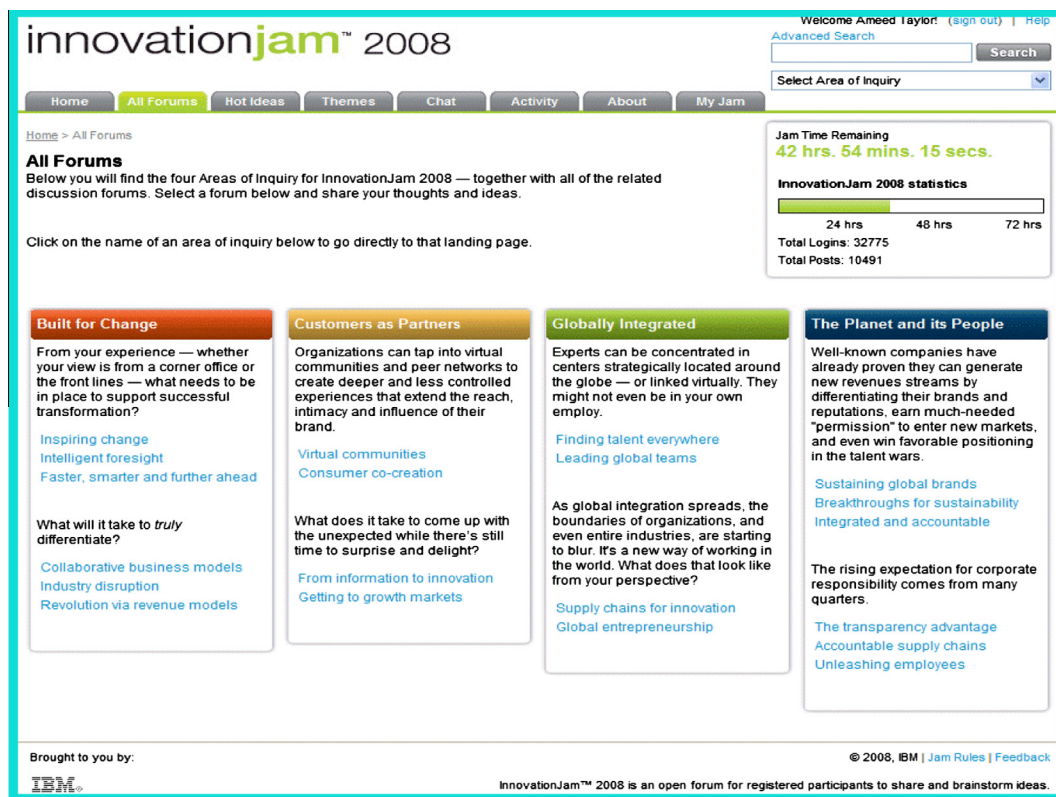 innovationjam™ 2008
Welcome Ameed Taylor! (sign out) | Help
Advanced Search
Search
Select Area of Inquiry
Home All Forums Hot Ideas Themes Chat Activity About My Jam
Home > All Forums
All Forums
Below you will find the four Areas of Inquiry for InnovationJam 2008 — together with all of the related
discussion forums. Select a forum below and share your thoughts and ideas.
Click on the name of an area of inquiry below to go directly to that landing page.
Jam Time Remaining
42 hrs. 54 mins. 15 secs.
InnovationJam 2008 statistics
24 hrs 48 hrs 72 hrs
Total Logins: 32775
Total Posts: 10491
Built for Change
From your experience — whether
your view is from a corner office or
the front lines — what needs to be
in place to support successful
transformation?
Inspiring change
Intelligent foresight
Faster, smarter and further ahead
What will it take to truly
differentiate?
Collaborative business models
Industry disruption
Revolution via revenue models
Customers as Partners
Organizations can tap into virtual
communities and peer networks to
create deeper and less controlled
experiences that extend the reach,
intimacy and influence of their
brand.
Virtual communities
Consumer co-creation
What does it take to come up with
the unexpected while there's still
time to surprise and delight?
From information to innovation
Getting to growth markets
Globally Integrated
Experts can be concentrated in
centers strategically located around
the globe — or linked virtually. They
might not even be in your own
employ.
Finding talent everywhere
Leading global teams
As global integration spreads, the
boundaries of organizations, and
even entire industries, are starting
to blur. It's a new way of working in
the world. What does that look like
from your perspective?
Supply chains for innovation
Global entrepreneurship
The Planet and its People
Well-known companies have
already proven they can generate
new revenues streams by
differentiating their brands and
reputations, earn much-needed
"permission" to enter new markets,
and even win favorable positioning
in the talent wars.
Sustaining global brands
Breakthroughs for sustainability
Integrated and accountable
The rising expectation for corporate
responsibility comes from many
quarters.
The transparency advantage
Accountable supply chains
Unleashing employees
Brought to you by:
IBM®
© 2008, IBM | Jam Rules | Feedback
InnovationJam™ 2008 is an open forum for registered participants to share and brainstorm ideas.